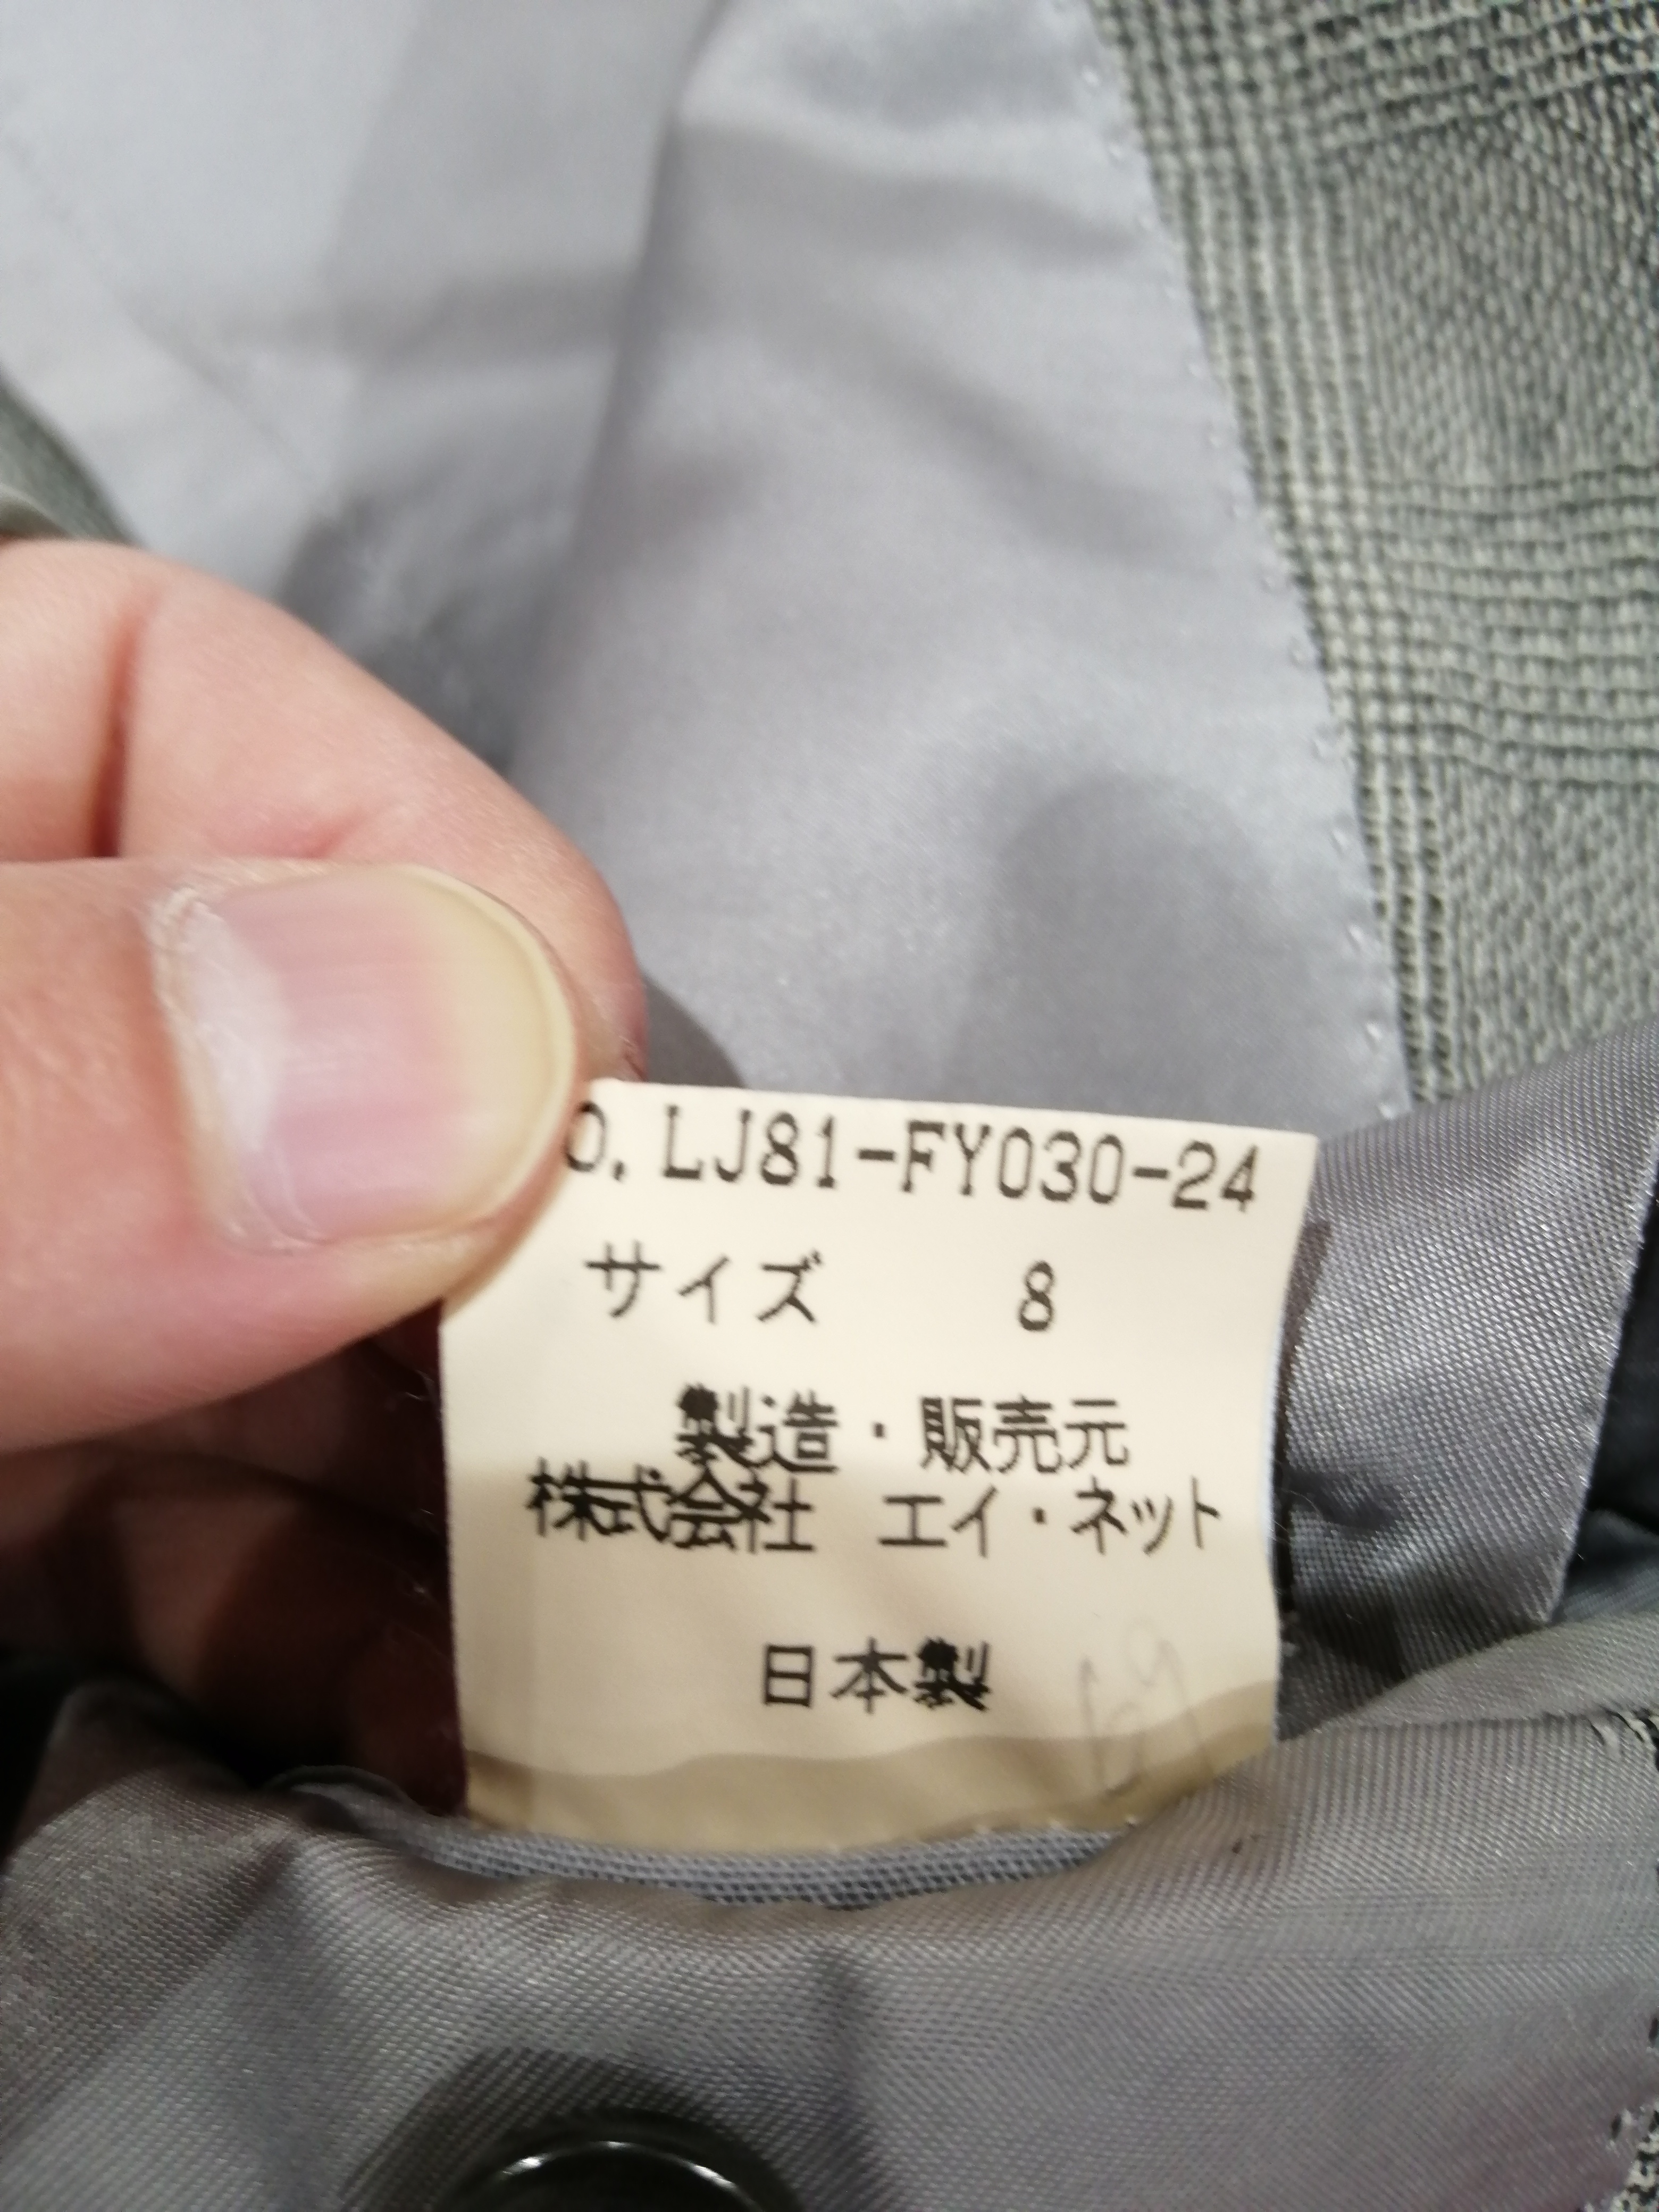 o. LJ81-FY030-24
サイズ 8
製造・販売元
株式会社 エイ・ネット
日本製